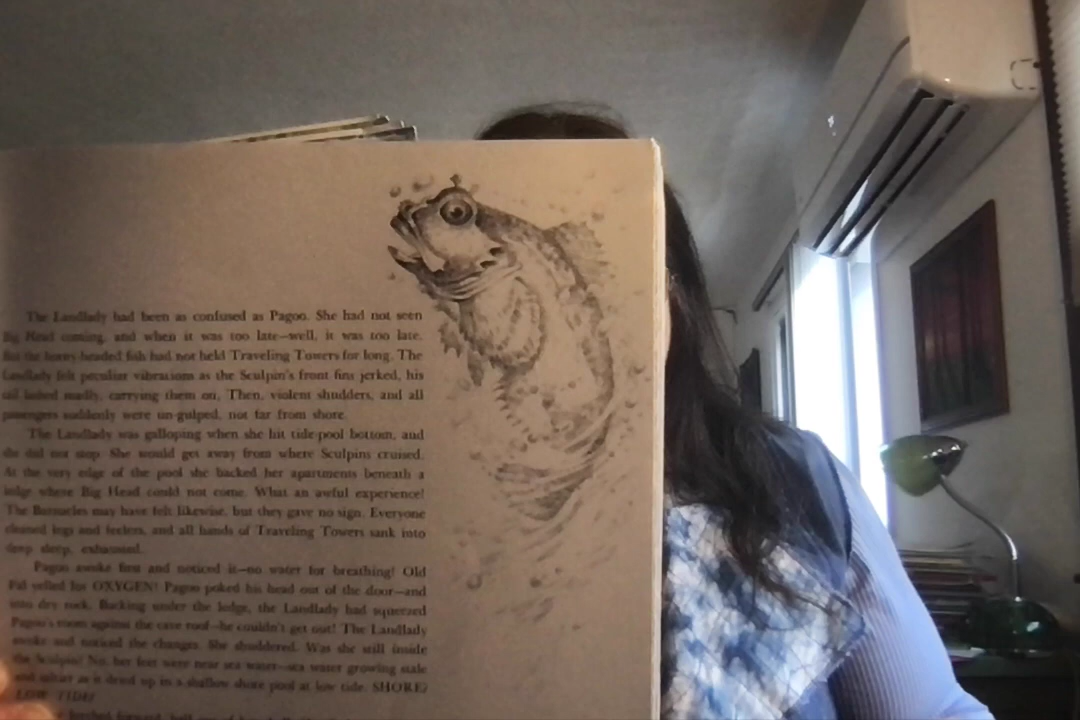 The Landlady had been as confused as Pagoo. She had not seen
Big Head coming, and when it was too late—well, it was too late.
But the horny-headed fish had not held Traveling Towers for long. The
Landlady felt peculiar vibrations as the Sculpin's front fins jerked, his
tail lashed madly, carrying them on. Then, violent shudders, and all
passengers suddenly were un-gulped, not far from shore.
The Landlady was galloping when she hit tide-pool bottom, and
she did not stop. She would get away from where Sculpins cruised.
At the very edge of the pool she backed her apartments beneath a
ledge where Big Head could not come. What an awful experience!
The Barnacles may have felt likewise, but they gave no sign. Everyone
cleaned legs and feelers, and all hands of Traveling Towers sank into
deep sleep, exhausted.
Pagoo awoke first and noticed it—no water for breathing! Old
Pal yelled for OXYGEN! Pagoo poked his head out of the door—and
into dry rock. Backing under the ledge, the Landlady had squeezed
Pagoo's room against the cave roof—he couldn't get out! The Landlady
awoke and noticed the changes. She shuddered. Was she still inside
the Sculpin? No, her feet were near sea water—sea water growing stale
and saltier as it dried up in a shallow shore pool at low tide. SHORE?
LOW TIDE?
forward, half out of